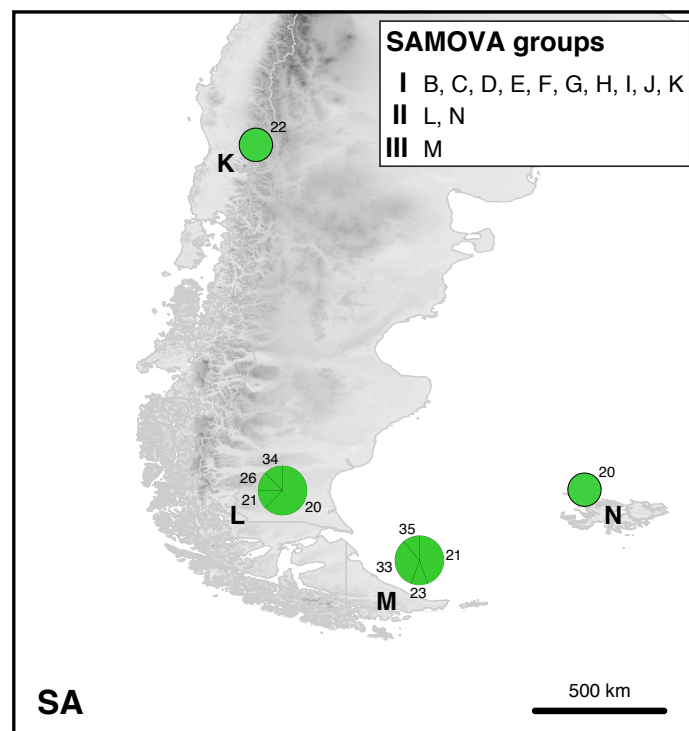 SAMOVA groups
I B, C, D, E, F, G, H, I, J, K
II L, N
III M
22
K
34
26
21
20
L
20
N
35
21
33
23
M
SA
500 km